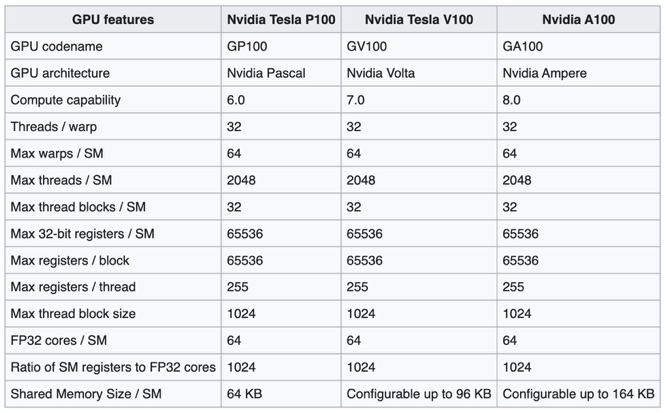 GPU features Nvidia Tesla P100 Nvidia Tesla V100 Nvidia A100
GPU codename GP100 GV100 GA100
GPU architecture Nvidia Pascal Nvidia Volta Nvidia Ampere
Compute capability 6.0 7.0 8.0
Threads / warp 32 32 32
Max warps / SM 64 64 64
Max threads / SM 2048 2048 2048
Max thread blocks / SM 32 32 32
Max 32-bit registers / SM 65536 65536 65536
Max registers / block 65536 65536 65536
Max registers / thread 255 255 255
Max thread block size 1024 1024 1024
FP32 cores / SM 64 64 64
Ratio of SM registers to FP32 cores 1024 1024 1024
Shared Memory Size / SM 64 KB Configurable up to 96 KB Configurable up to 164 KB